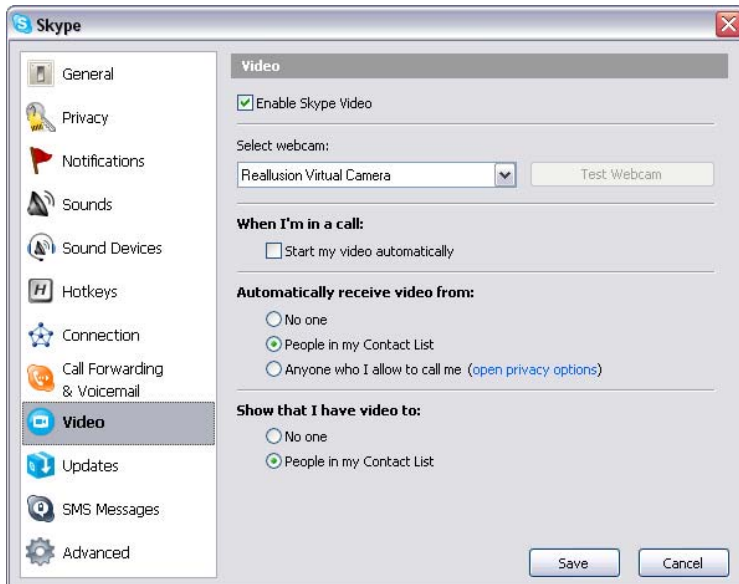 Skype
General
Privacy
Notifications
Sounds
Sound Devices
H Hotkeys
Connection
Call Forwarding
& Voicemail
Video
Updates
SMS Messages
Advanced
Video
Enable Skype Video
Select webcam:
Reallusion Virtual Camera
Test Webcam
When I'm in a call:
Start my video automatically
Automatically receive video from:
No one
People in my Contact List
Anyone who I allow to call me (open privacy options)
Show that I have video to:
No one
People in my Contact List
Save Cancel